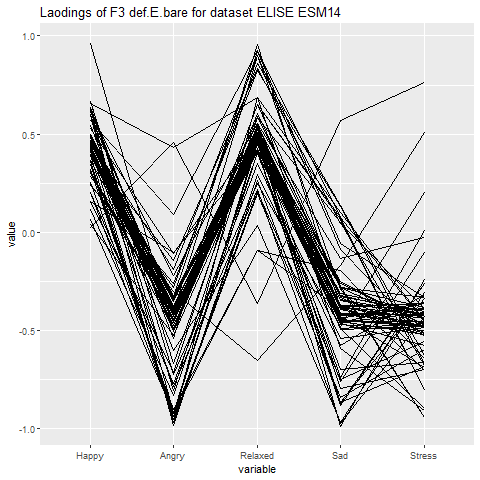 Laodings of F3 def.E.bare for dataset ELISE ESM14
1.0
0.5
0.0
-0.5
-1.0
value
Happy Angry Relaxed Sad Stress
variable